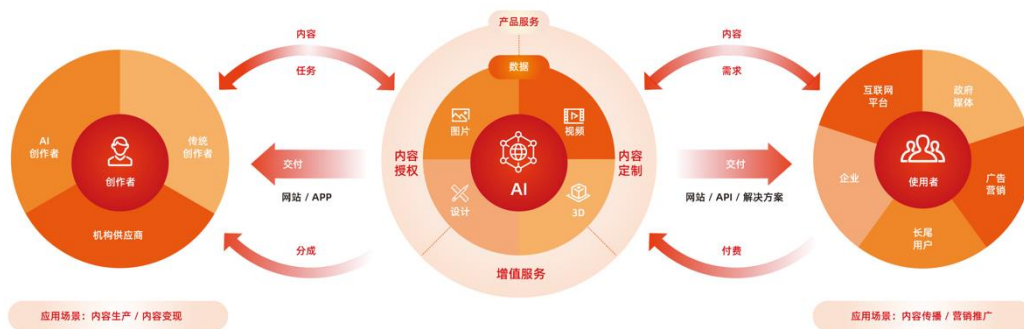 产品服务
内容
任务
数据
内容
需求
AI
创作者
传统
创作者
创作者
机构供应商
交付
网站 / APP
分成
图片
视频
内容
授权
AI
内容
定制
设计
3D
增值服务
交付
网站 / API / 解决方案
付费
互联网
平台
政府
媒体
企业
使用者
广告
营销
长尾
用户
应用场景：内容生产 / 内容变现
应用场景：内容传播 / 营销推广